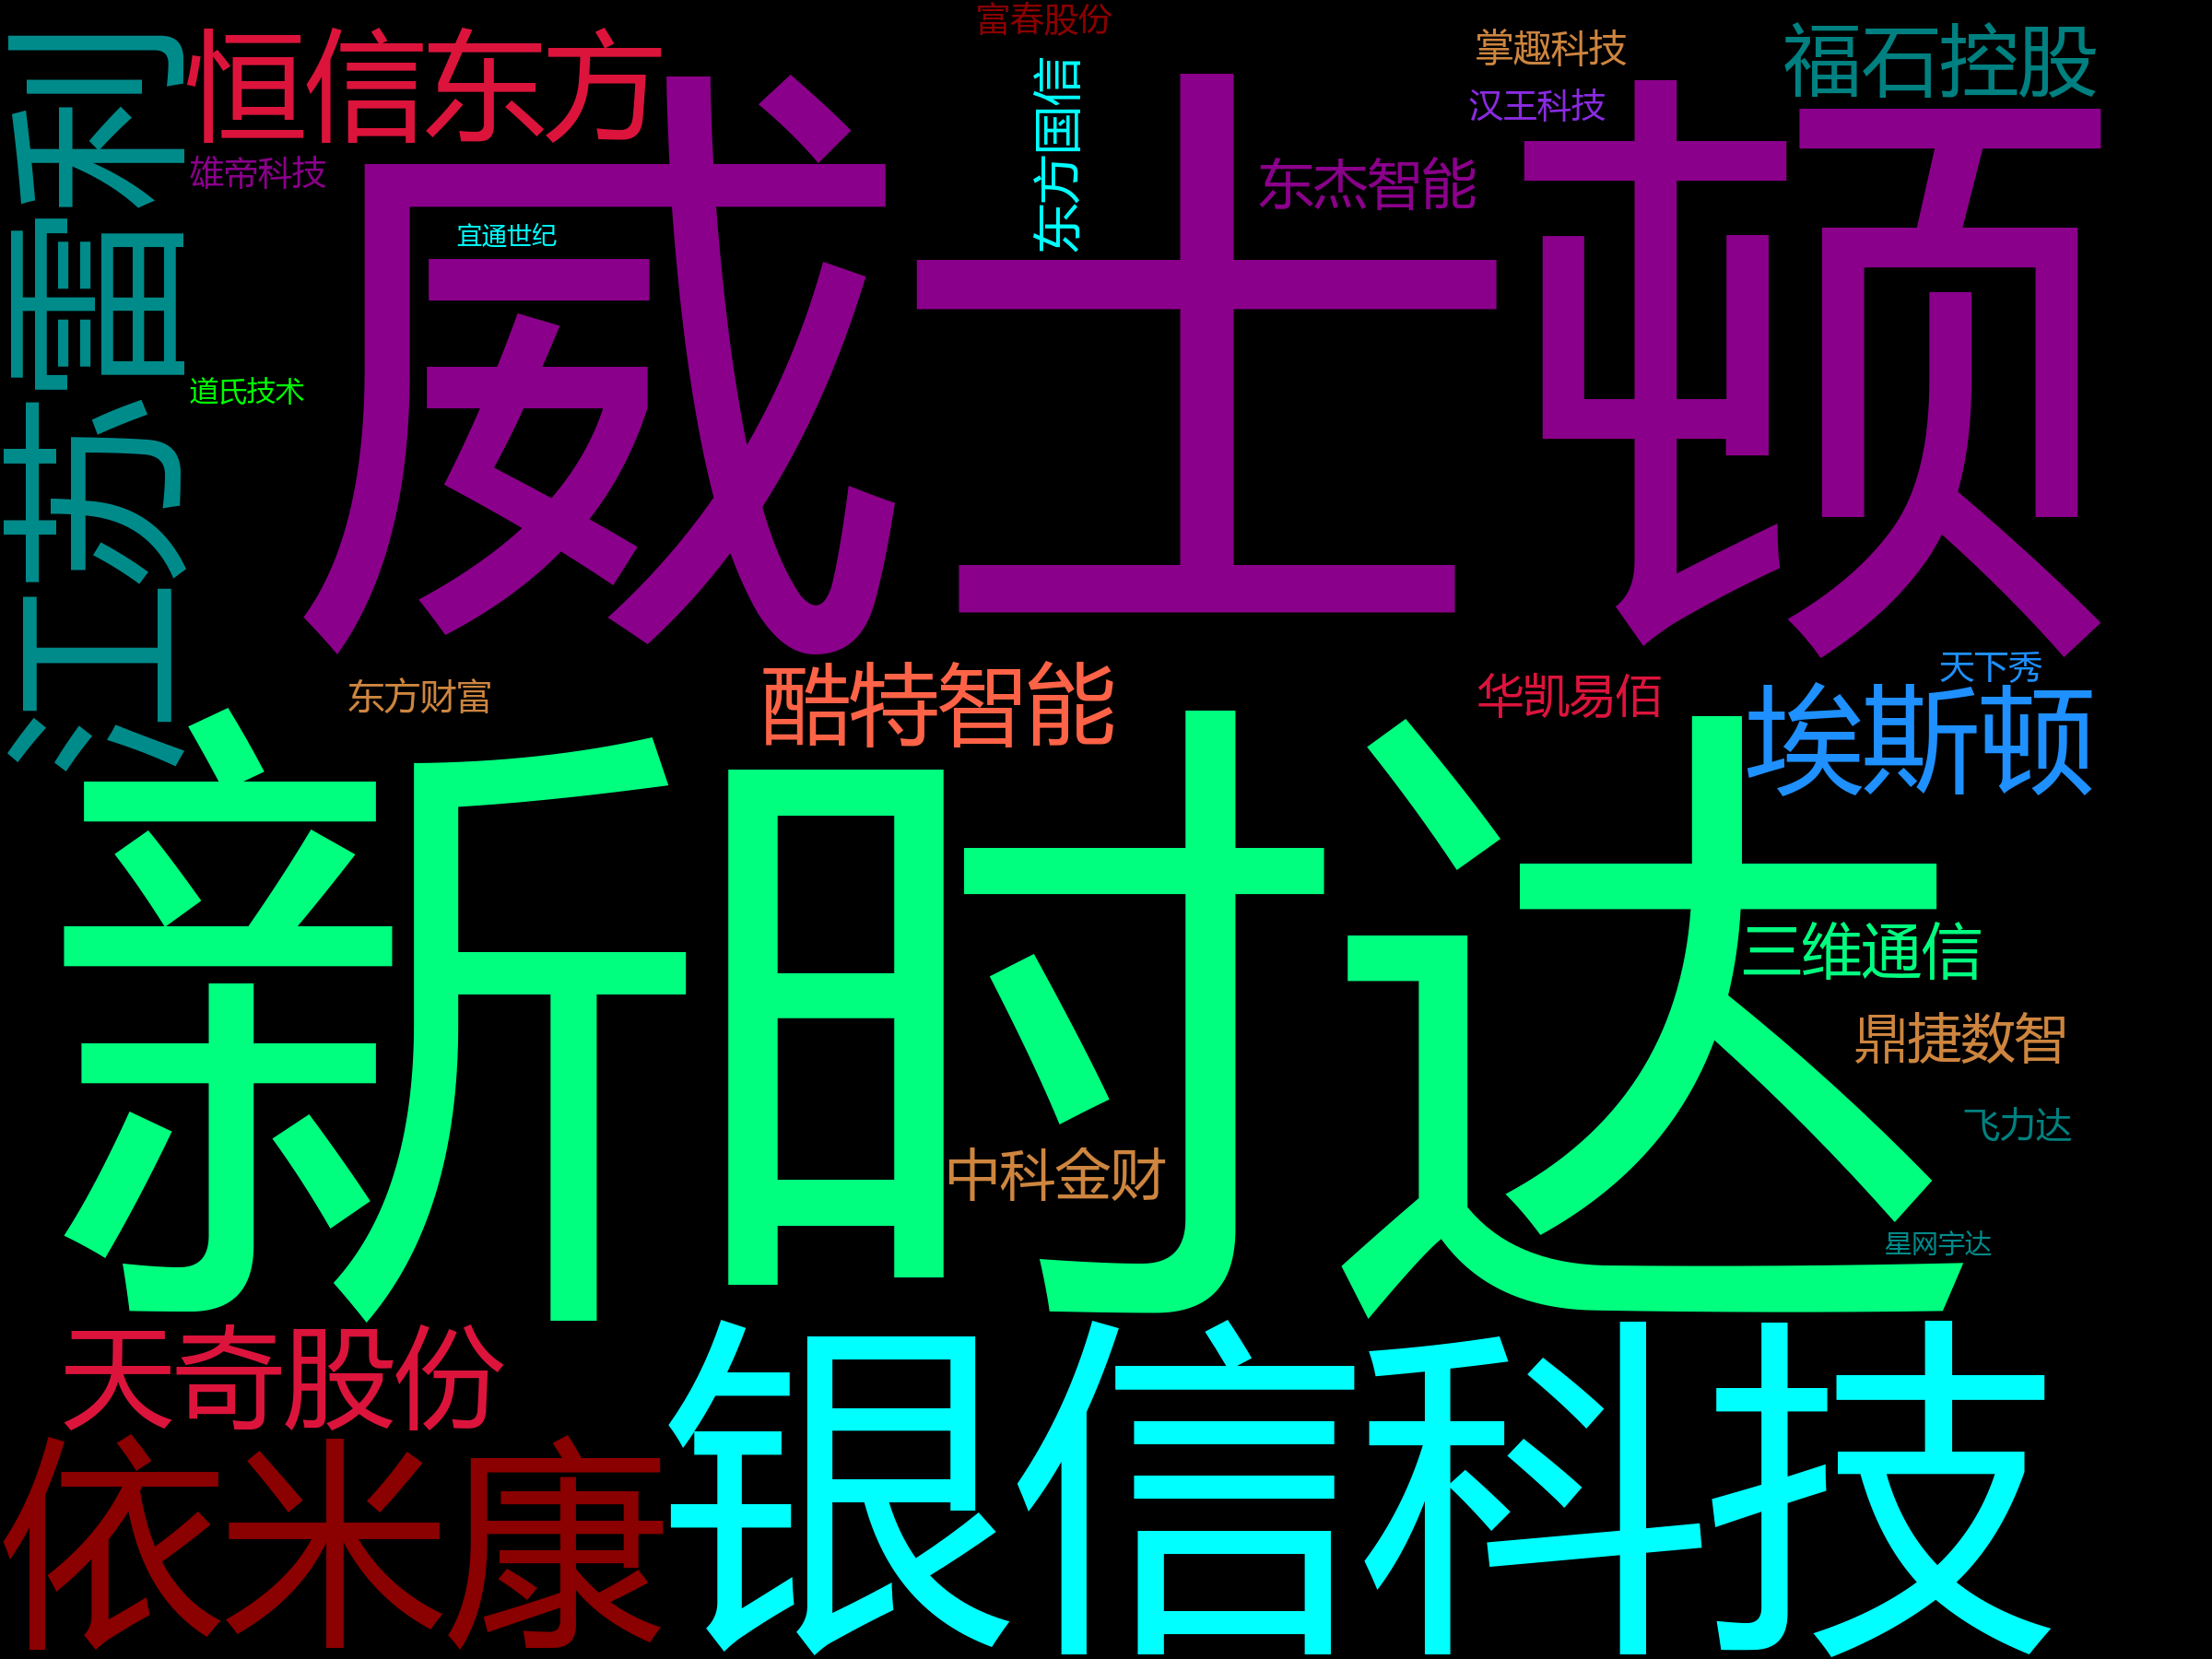 富春股份
恒信东方
掌趣科技
福石控股
汉王科技
东方国信
雄帝科技
东杰智能
宜通世纪
江苏雷利
道氏技术
威士顿
天下秀
东方财富
酷特智能
华凯易佰
埃斯顿
新时达
三维通信
鼎捷数智
飞力达
中科金财
星网宇达
天奇股份
银信科技
依米康